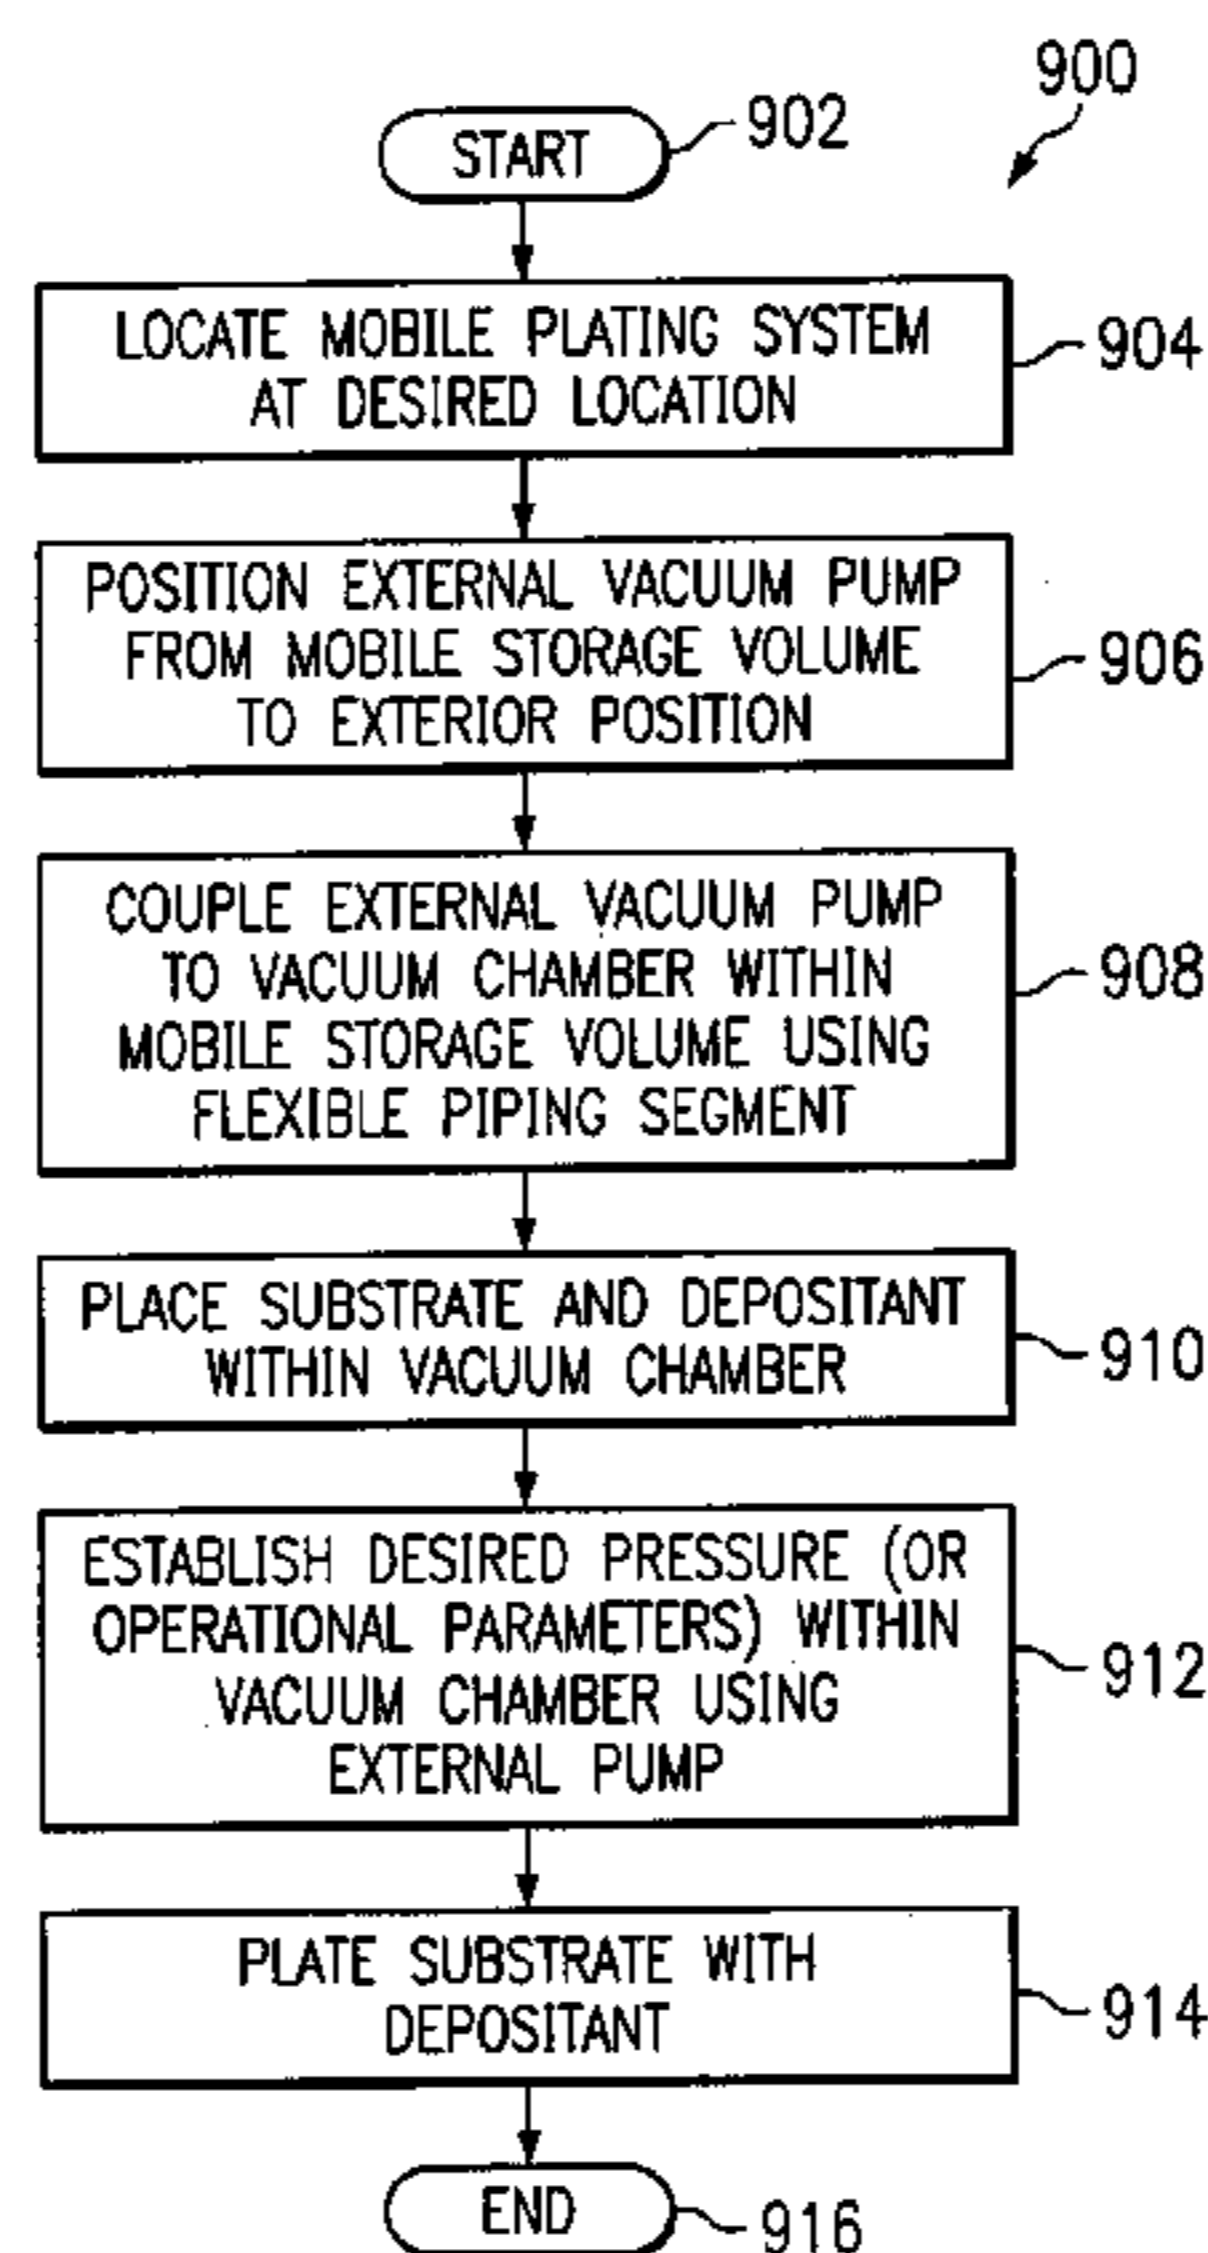 900
START
902
LOCATE MOBILE PLATING SYSTEM
AT DESIRED LOCATION
904
POSITION EXTERNAL VACUUM PUMP
FROM MOBILE STORAGE VOLUME
TO EXTERIOR POSITION
906
COUPLE EXTERNAL VACUUM PUMP
TO VACUUM CHAMBER WITHIN
MOBILE STORAGE VOLUME USING
FLEXIBLE PIPING SEGMENT
908
PLACE SUBSTRATE AND DEPOSITANT
WITHIN VACUUM CHAMBER
910
ESTABLISH DESIRED PRESSURE (OR
OPERATIONAL PARAMETERS) WITHIN
VACUUM CHAMBER USING
EXTERNAL PUMP
912
PLATE SUBSTRATE WITH
DEPOSITANT
914
END
916